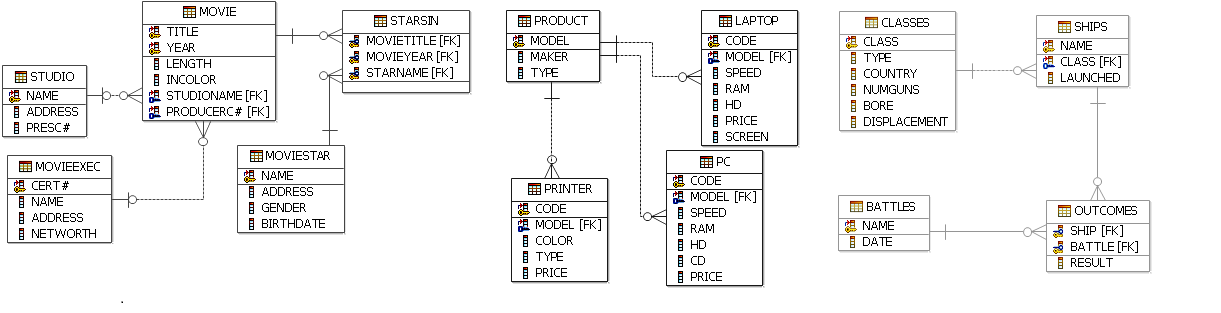 MOVIE
TITLE
YEAR
LENGTH
INCOLOR
STUDIONAME [FK]
PRODUCERC# [FK]
STARSIN
MOVIETITLE [FK]
MOVIEYEAR [FK]
STARNAME [FK]
STUDIO
NAME
ADDRESS
PRESC#
MOVIEEXEC
CERT#
NAME
ADDRESS
NETWORTH
MOVIESTAR
NAME
ADDRESS
GENDER
BIRTHDATE
PRODUCT
MODEL
MAKER
TYPE
LAPTOP
CODE
MODEL [FK]
SPEED
RAM
HD
PRICE
SCREEN
PRINTER
CODE
MODEL [FK]
COLOR
TYPE
PRICE
PC
CODE
MODEL [FK]
SPEED
RAM
HD
CD
PRICE
CLASSES
CLASS
TYPE
COUNTRY
NUMGUNS
BORE
DISPLACEMENT
SHIPS
NAME
CLASS [FK]
LAUNCHED
BATTLES
NAME
DATE
OUTCOMES
SHIP [FK]
BATTLE [FK]
RESULT
.